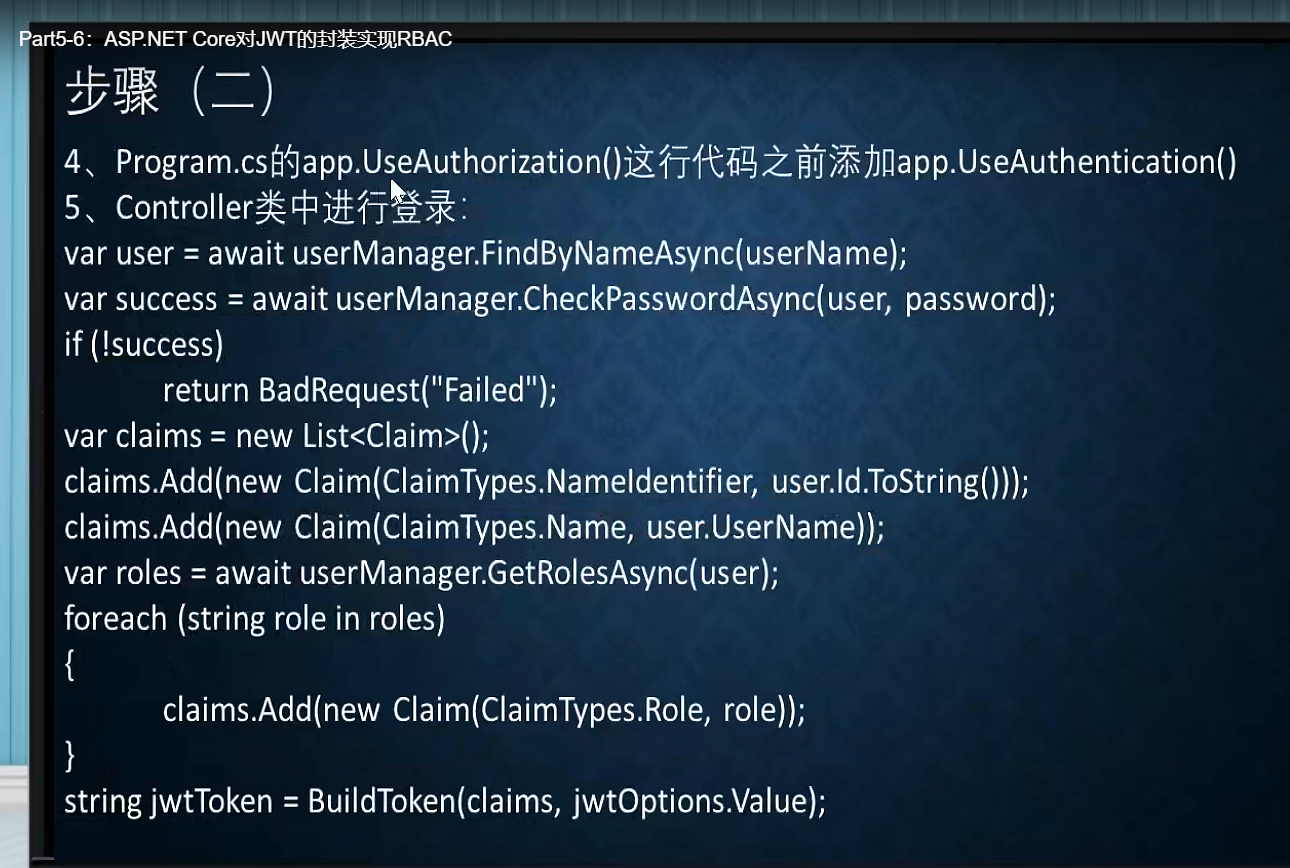 Part5-6：ASP.NET Core对JWT的封装实现RBAC
步骤（二）
4、Program.cs的app.UseAuthorization()这行代码之前添加app.UseAuthentication()
5、Controller类中进行登录：
var user = await userManager.FindByNameAsync(userName);
var success = await userManager.CheckPasswordAsync(user, password);
if (!success)
return BadRequest("Failed");
var claims = new List<Claim>();
claims.Add(new Claim(ClaimTypes.NameIdentifier, user.Id.ToString()));
claims.Add(new Claim(ClaimTypes.Name, user.UserName));
var roles = await userManager.GetRolesAsync(user);
foreach (string role in roles)
{
claims.Add(new Claim(ClaimTypes.Role, role));
}
string jwtToken = BuildToken(claims, jwtOptions.Value);